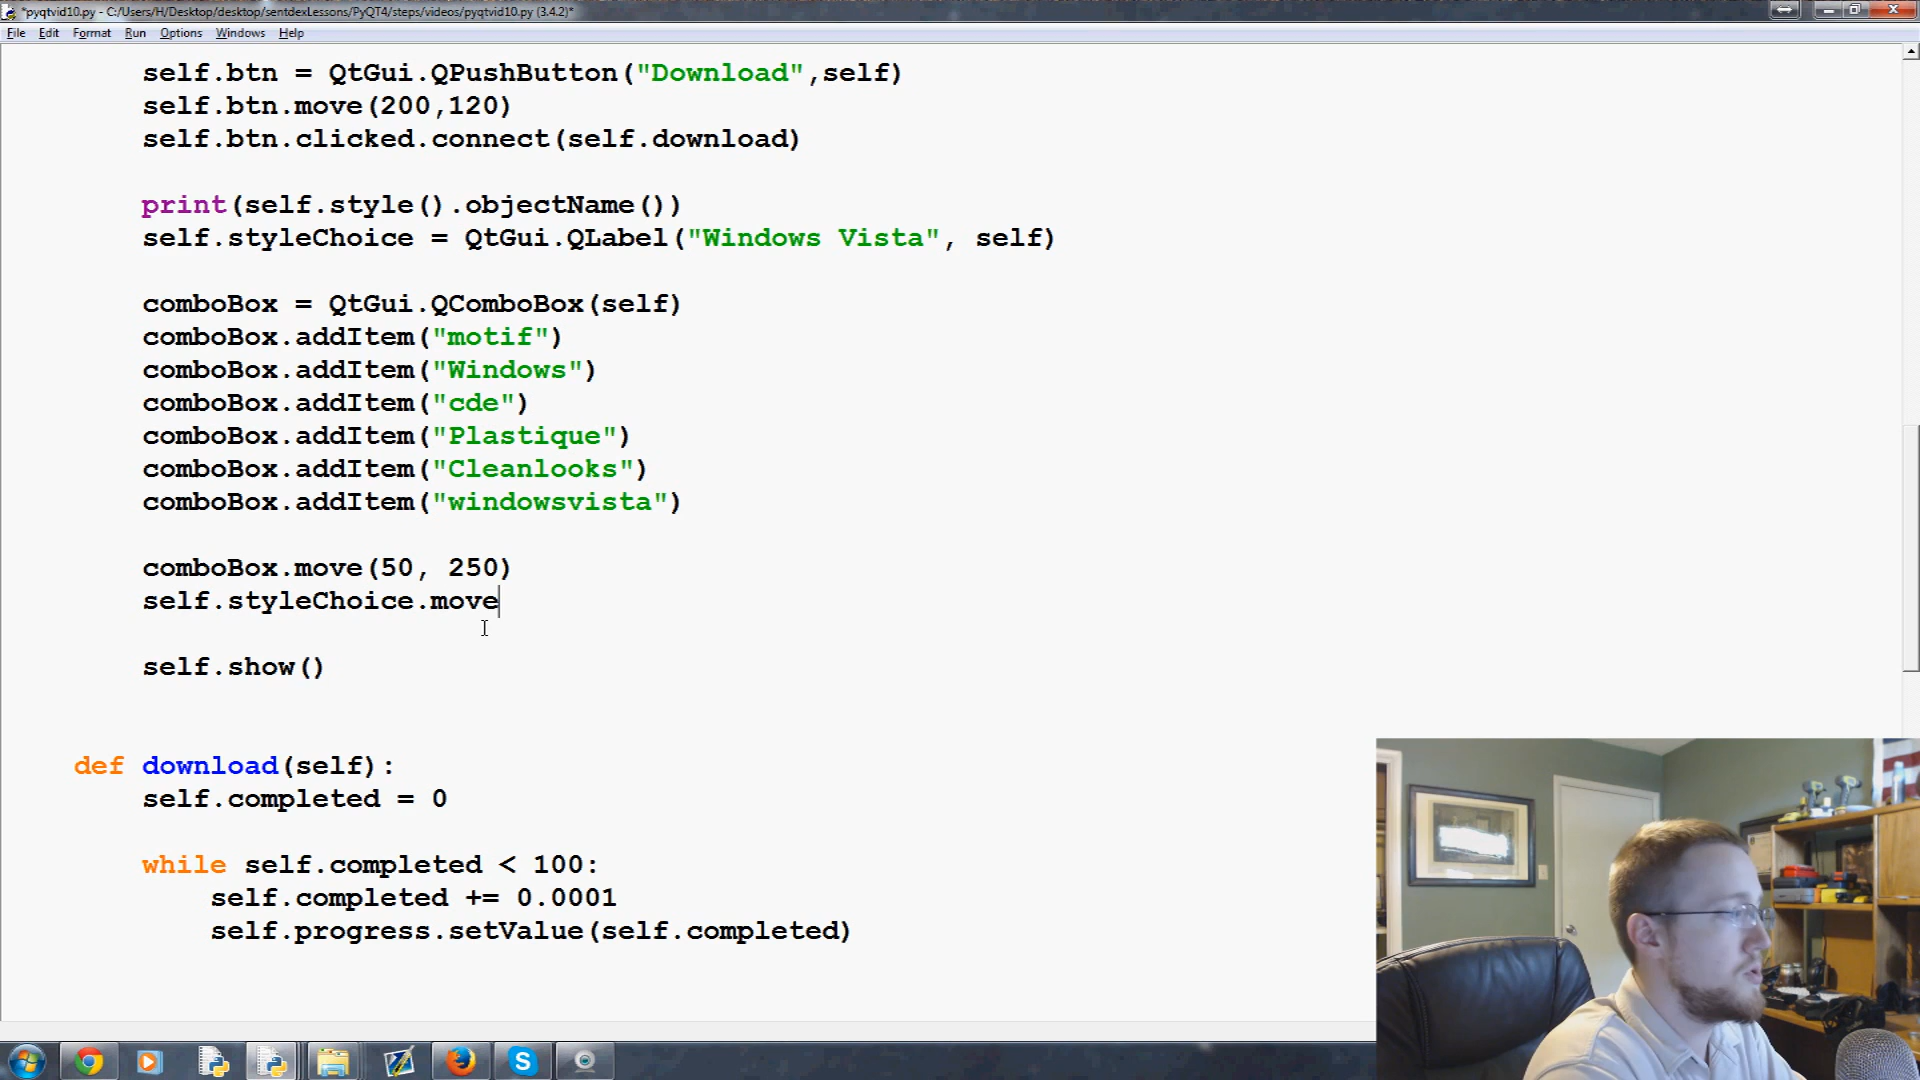 *pyqtvid10.py - C:/Users/H/Desktop/desktop/sentdexLessons/PyQT4/steps/videos/pyqtvid10.py (3.4.2)*
File Edit Format Run Options Windows Help
self.btn = QtGui.QPushButton("Download",self)
self.btn.move(200,120)
self.btn.clicked.connect(self.download)
print(self.style().objectName())
self.styleChoice = QtGui.QLabel("Windows Vista", self)
comboBox = QtGui.QComboBox(self)
comboBox.addItem("motif")
comboBox.addItem("Windows")
comboBox.addItem("cde")
comboBox.addItem("Plastique")
comboBox.addItem("Cleanlooks")
comboBox.addItem("windowsvista")
comboBox.move(50, 250)
self.styleChoice.move
self.show()
def download(self):
self.completed = 0
while self.completed < 100:
self.completed += 0.0001
self.progress.setValue(self.completed)